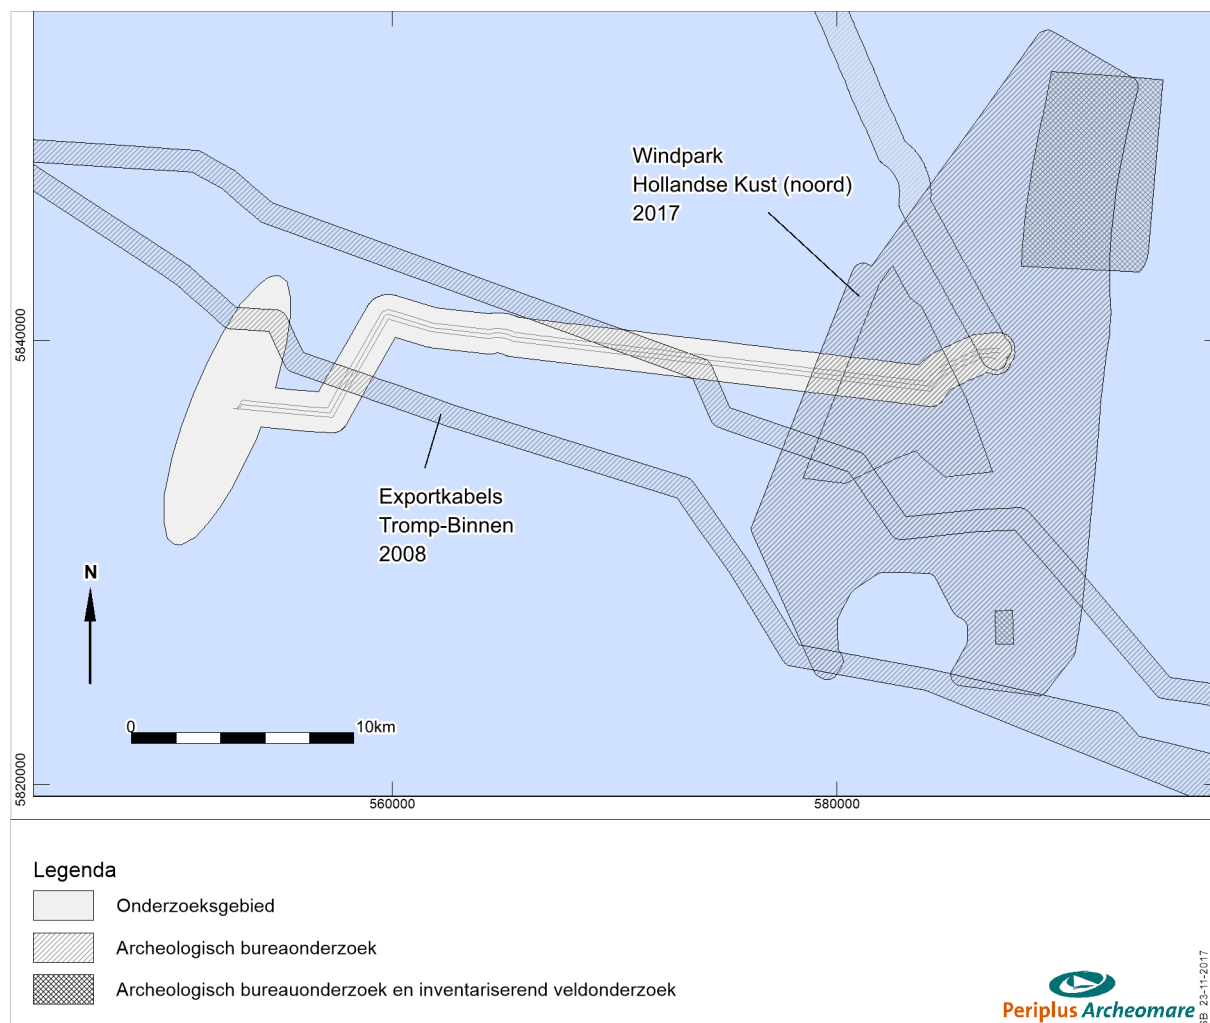 Windpark
Hollandse Kust (noord)
2017
5840000
Exportkabels
Tromp-Binnen
2008
N
0 10km
5820000
560000 580000
Legenda
Onderzoeksgebied
Archeologisch bureaonderzoek
Archeologisch bureauonderzoek en inventariserend veldonderzoek
Periplus Archeomare
SB 23-11-2017